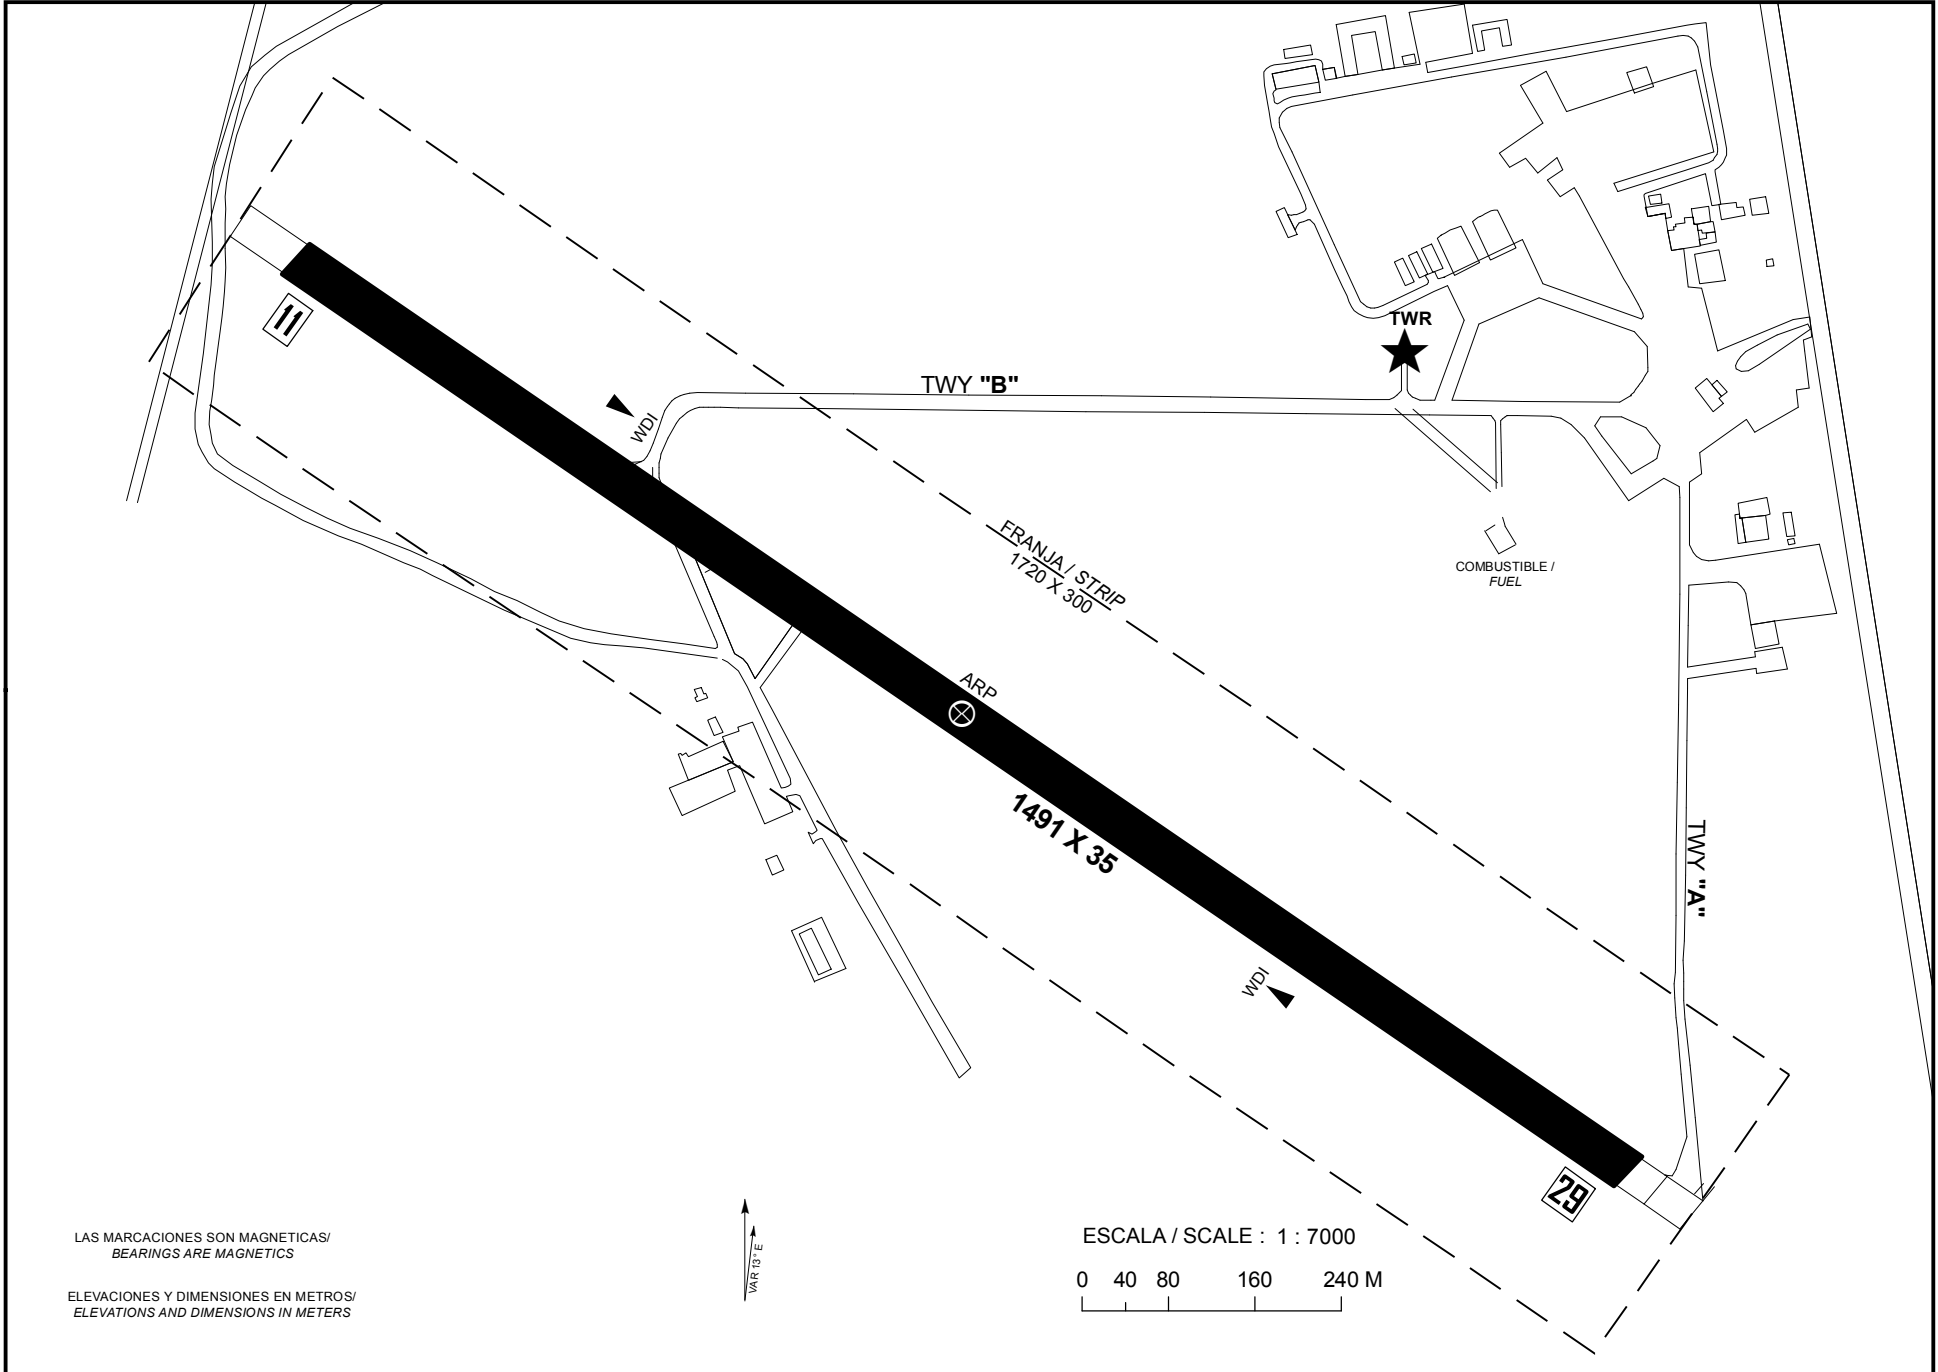 11
TWR
TWY "B"
WDI
FRANJA / STRIP
1720 X 300
COMBUSTIBLE /
FUEL
ARP
1491 X 35
TWY "A"
WDI
29
LAS MARCACIONES SON MAGNETICAS/
BEARINGS ARE MAGNETICS
ELEVACIONES Y DIMENSIONES EN METROS/
ELEVATIONS AND DIMENSIONS IN METERS
VAR 13° E
ESCALA / SCALE : 1 : 7000
0 40 80 160 240 M